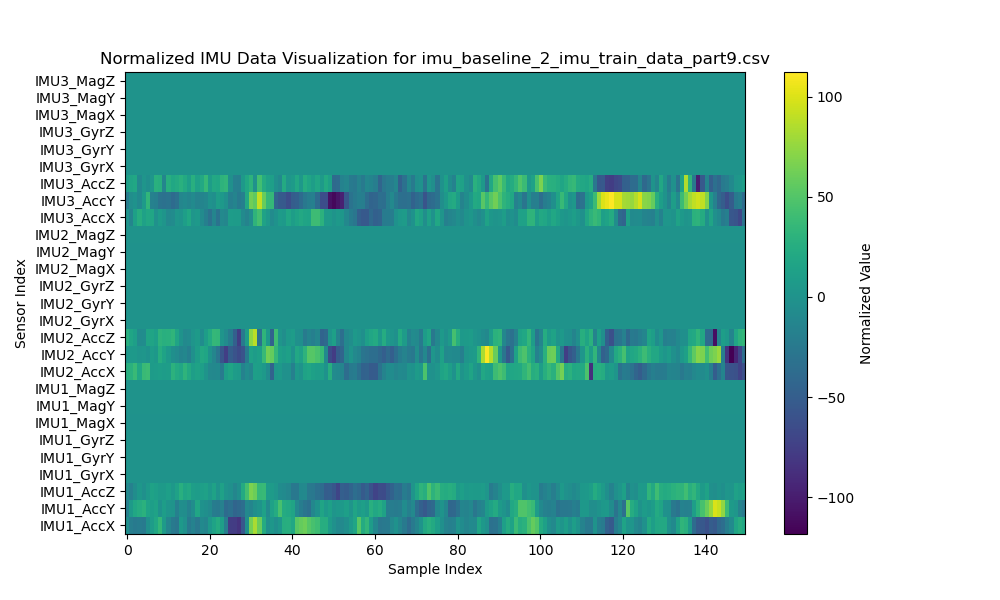 Normalized IMU Data Visualization for imu_baseline_2_imu_train_data_part9.csv
IMU3_MagZ
IMU3_MagY
IMU3_MagX
IMU3_GyrZ
IMU3_GyrY
IMU3_GyrX
IMU3_AccZ
IMU3_AccY
IMU3_AccX
IMU2_MagZ
IMU2_MagY
IMU2_MagX
IMU2_GyrZ
IMU2_GyrY
IMU2_GyrX
IMU2_AccZ
IMU2_AccY
IMU2_AccX
IMU1_MagZ
IMU1_MagY
IMU1_MagX
IMU1_GyrZ
IMU1_GyrY
IMU1_GyrX
IMU1_AccZ
IMU1_AccY
IMU1_AccX
Sensor Index
0 20 40 60 80 100 120 140
Sample Index
100
50
0
−50
−100
Normalized Value